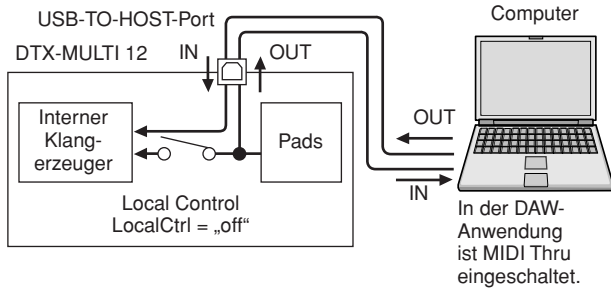 USB-TO-HOST-Port
Computer
DTX-MULTI 12
IN
OUT
Interner
Klang-
erzeuger
Pads
OUT
IN
Local Control
LocalCtrl = „off“
In der DAW-
Anwendung
ist MIDI Thru
eingeschaltet.